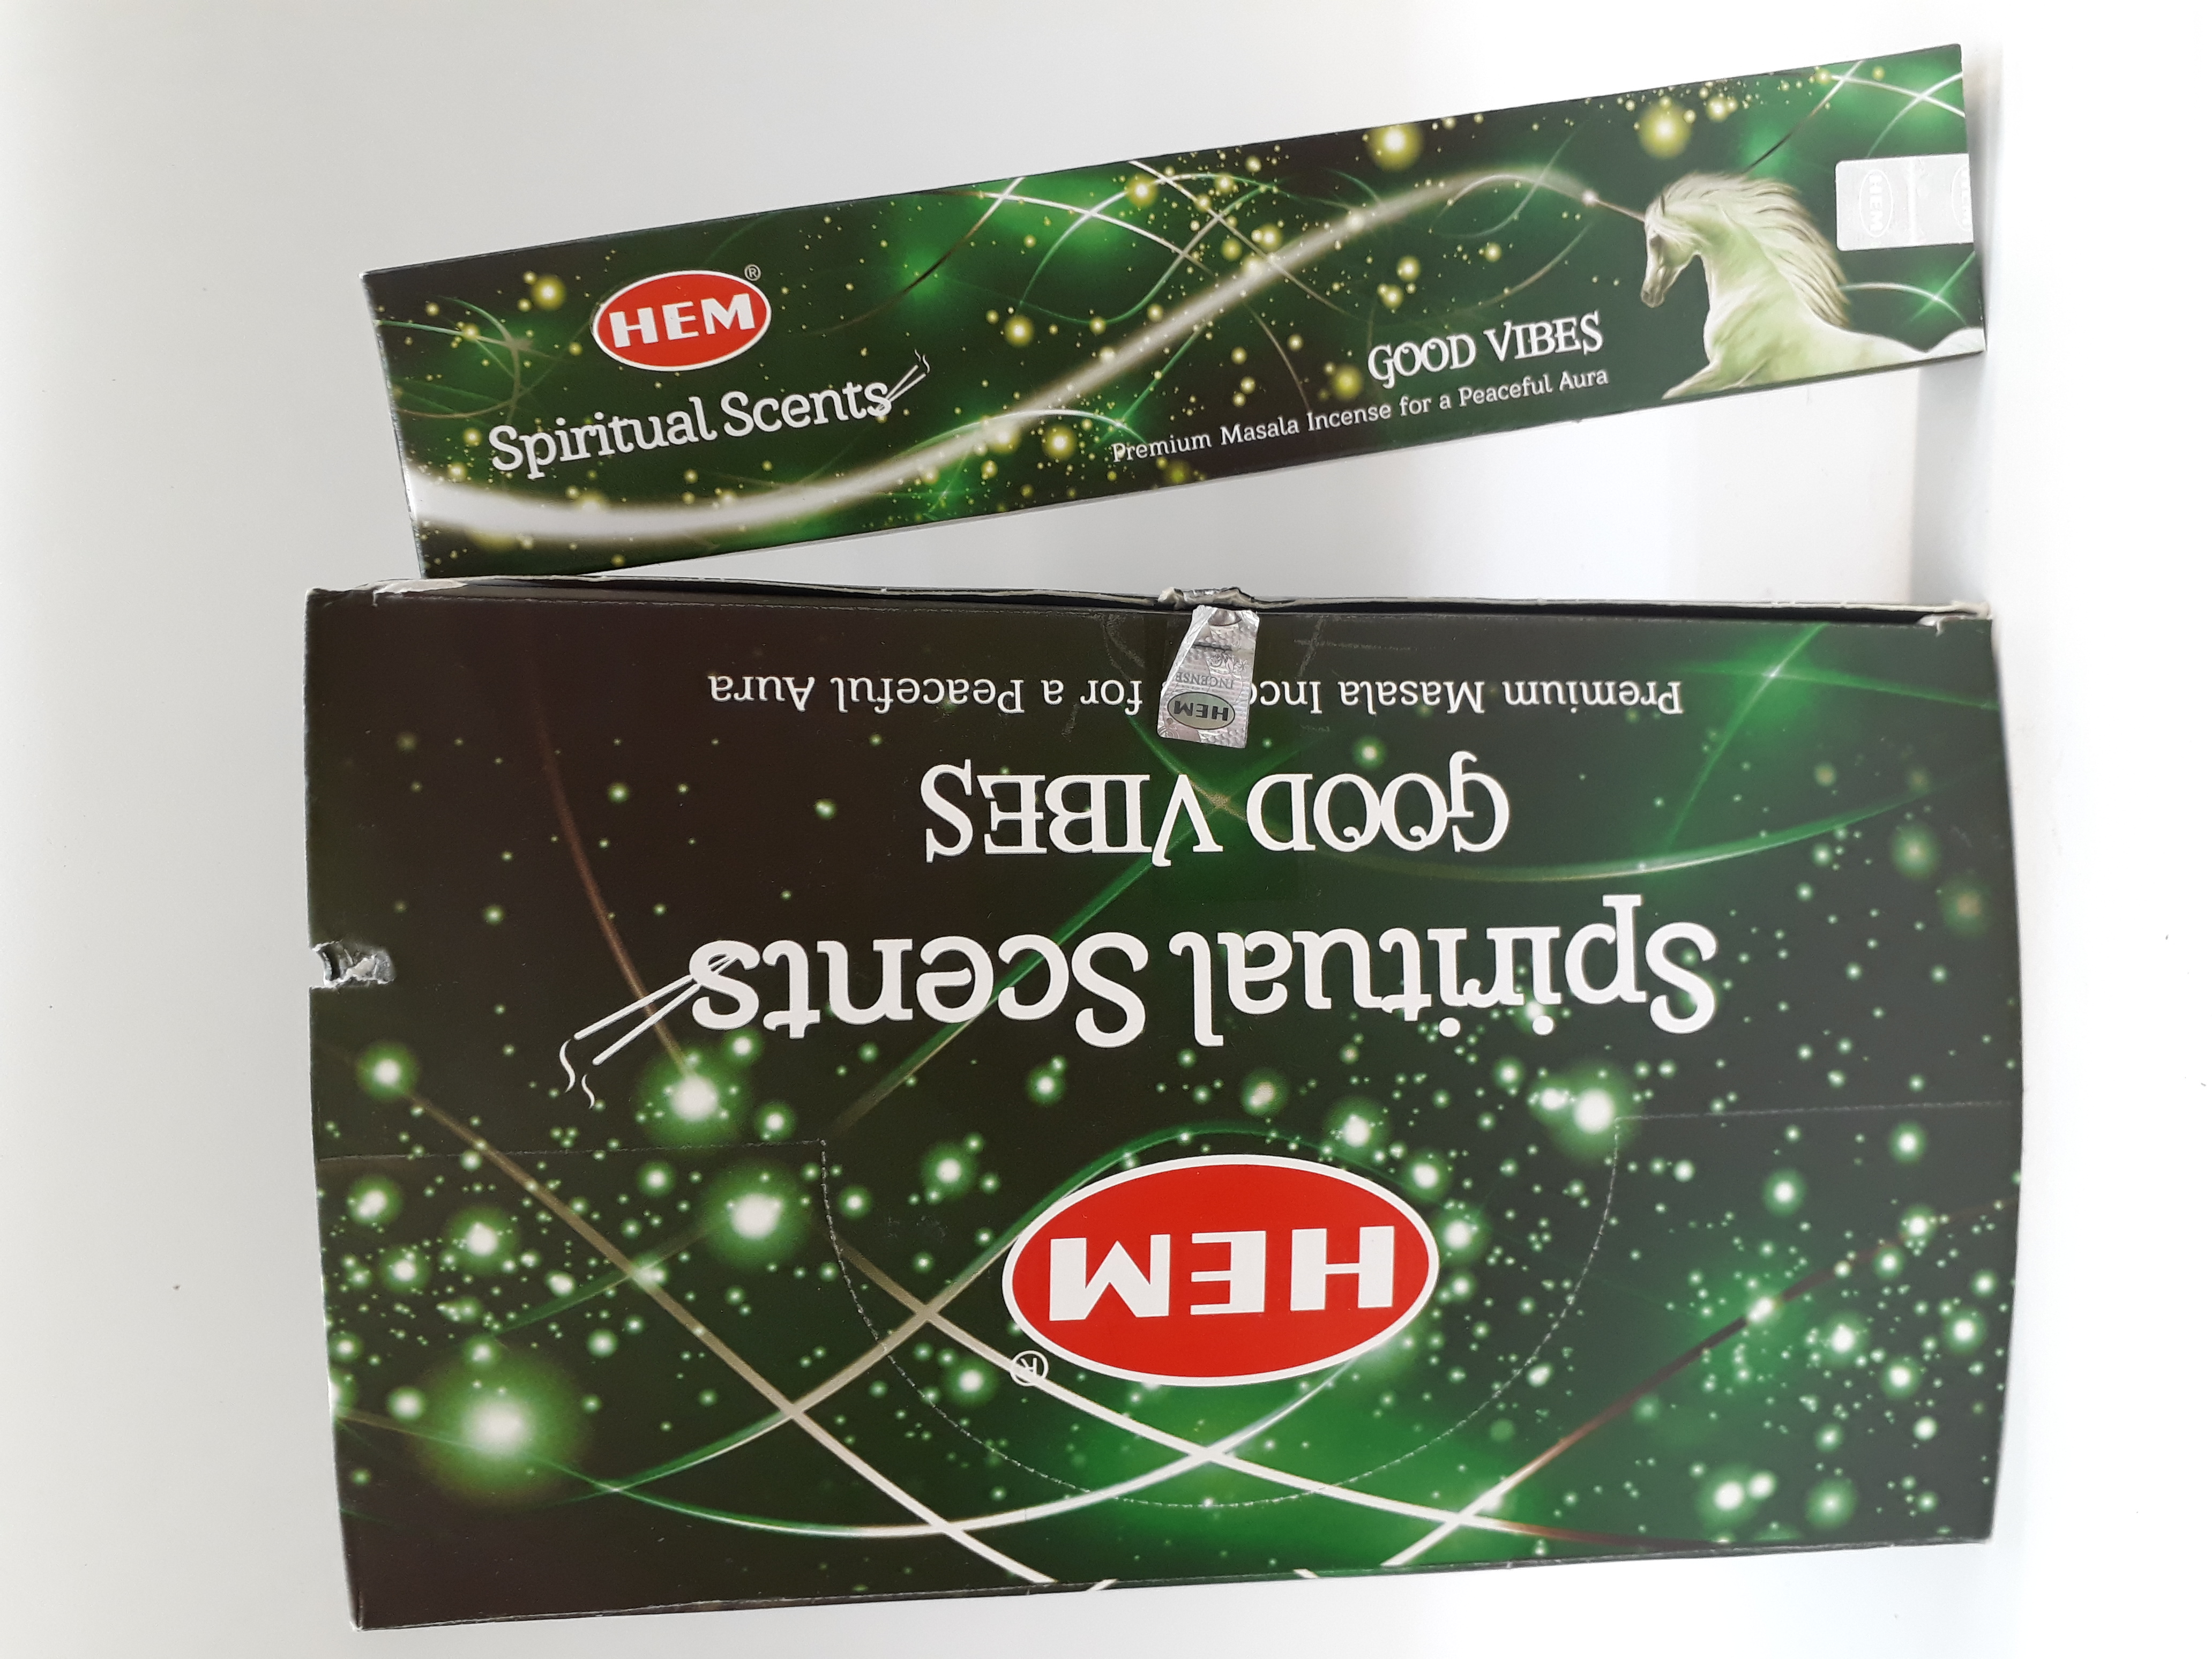 HEM®
Spiritual Scents
GOOD VIBES
Premium Masala Ince for a Peaceful Aura
HEM
INCENSE
HEM®
Spiritual Scents
GOOD VIBES
Premium Masala Incense for a Peaceful Aura
HEM